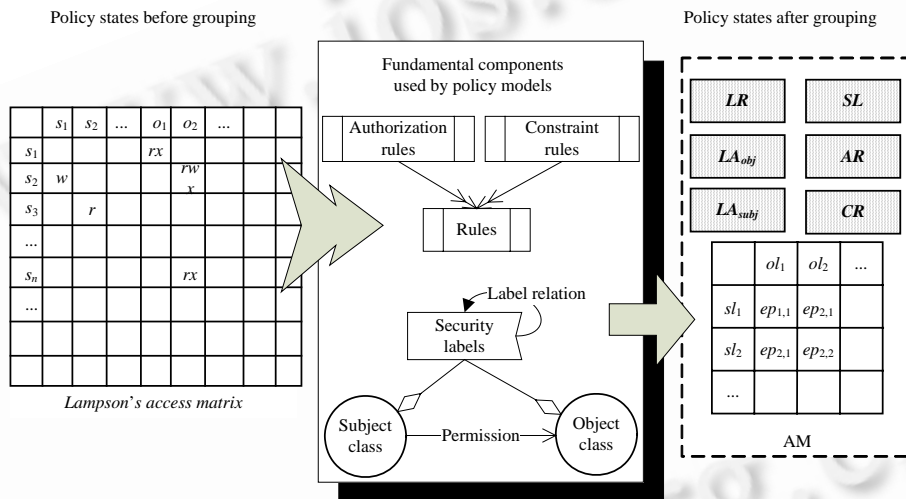 Policy states before grouping
Policy states after grouping
s1 s2 ... o1 o2 ...
s1 rx
s2 w rw
x
s3 r
...
sn rx
...
Lampson's access matrix
Fundamental components
used by policy models
Authorization
rules
Constraint
rules
Rules
Label relation
Security
labels
Subject
class
Permission
Object
class
LR SL
LAobj AR
LAsubj CR
ol1 ol2 ...
sl1 ep1,1 ep2,1
sl2 ep2,1 ep2,2
...
AM